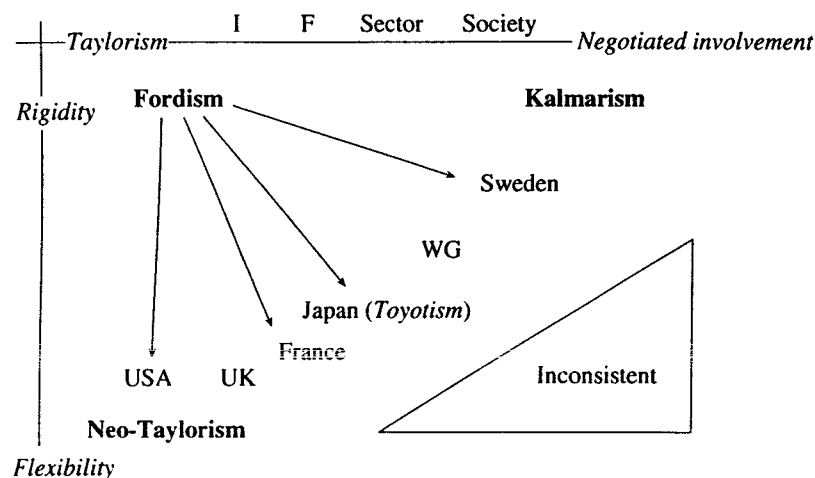 I F Sector Society
Taylorism Negotiated involvement
Rigidity Fordism Kalmarism
Sweden
WG
Japan (Toyotism)
France
USA UK Inconsistent
Neo-Taylorism
Flexibility